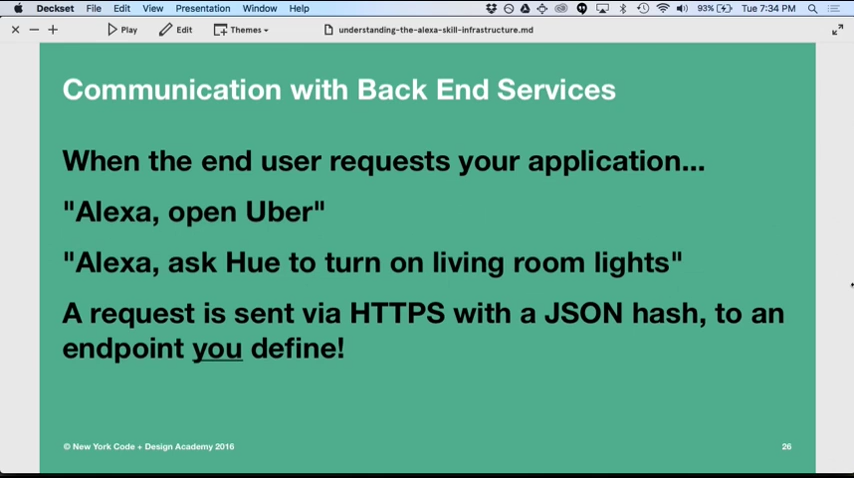 Deckset File Edit View Presentation Window Help 93% Tue 7:34 PM
Play Edit Themes understanding-the-alexa-skill-infrastructure.md
Communication with Back End Services
When the end user requests your application...
"Alexa, open Uber"
"Alexa, ask Hue to turn on living room lights"
A request is sent via HTTPS with a JSON hash, to an
endpoint you define!
© New York Code + Design Academy 2016 26